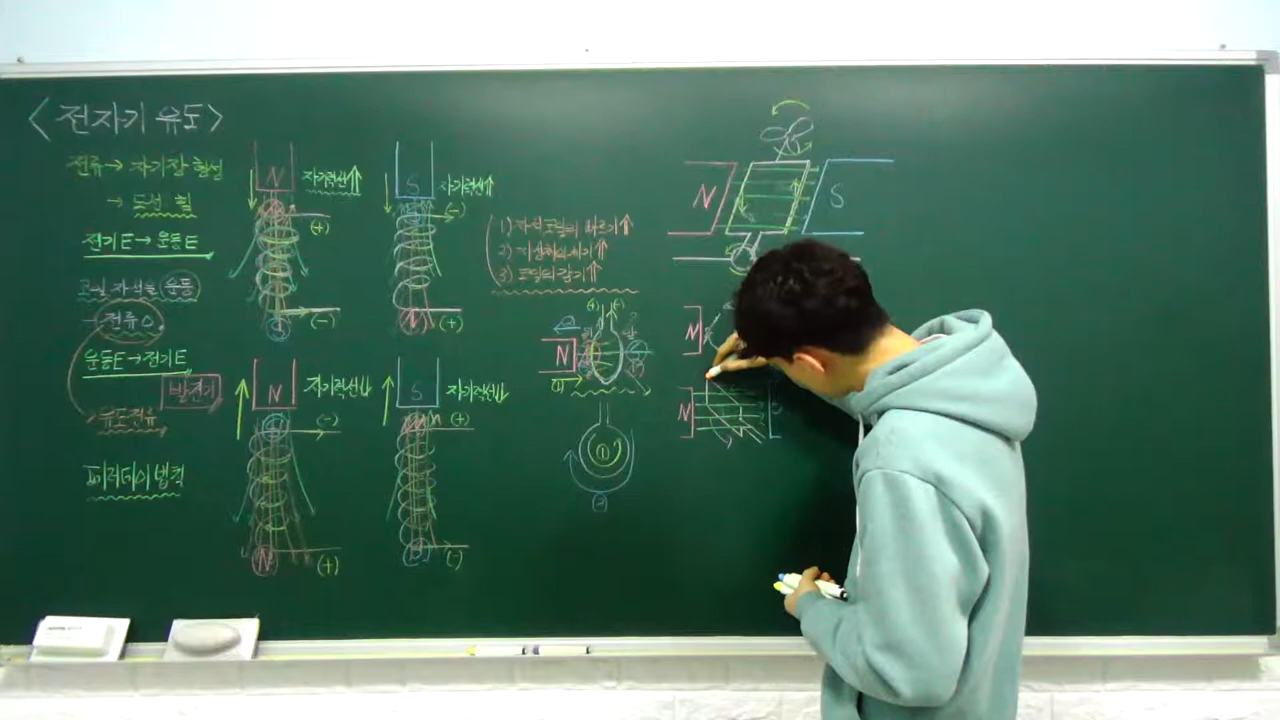 <전자기 유도>
전류→ 자기장 형성
→ 도선 힘
전기E→ 운동E
코일, 자석을 운동
→ 전류O.
운동E→전기E
발전기
유도전류
패러데이 법칙
N
자기력선↑
(+)
(-)
S
자기력선↑
(-)
(+)
N
자기력선↓
(-)
N
(+)
S
자기력선↓
(+)
(-)
1) 자석, 코일의 빠르기↑
2) 자석의 세기↑
3) 코일의 감기↑
(+) (-)
②
N
①
①
②
N
S
N
N